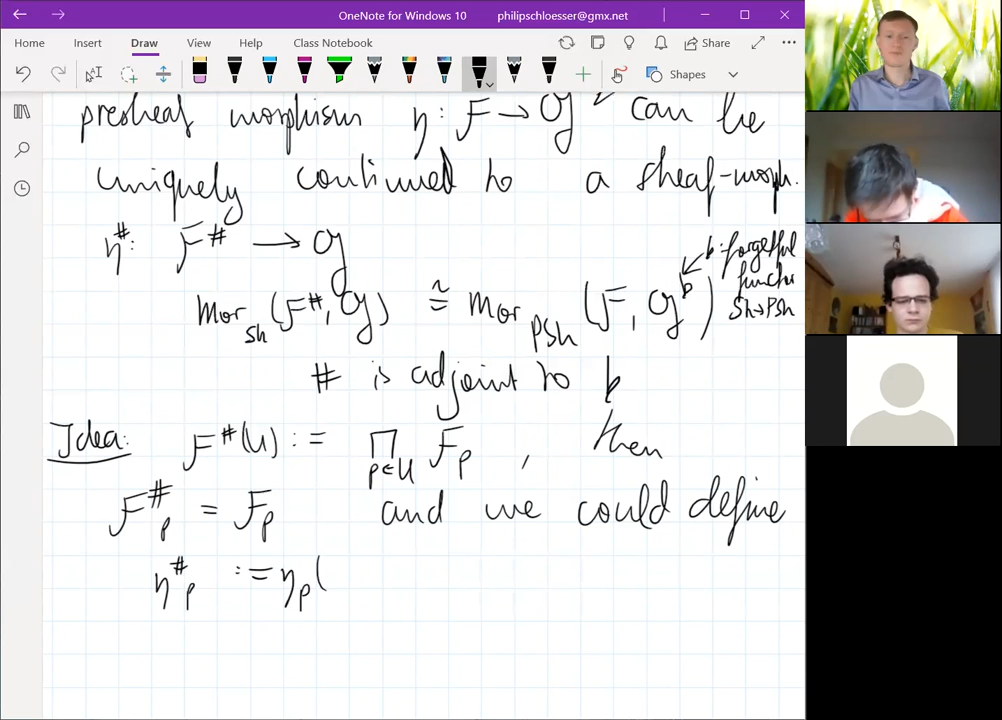 OneNote for Windows 10
philipschloesser@gmx.net
Home Insert Draw View Help Class Notebook Share
Shapes
presheaf morphism η: F → G can be
uniquely continued to a sheaf-morph.
η^#: F^# → G
♭: forgetful
functor
Sh→PSh
Mor_Sh (F^#, G) ≅ Mor_PSh (F, G^♭)
# is adjoint to ♭
Idea: F^#(U) := ∏_{p∈U} F_p , then
F^#_p = F_p and we could define
η^#_p := η_p(